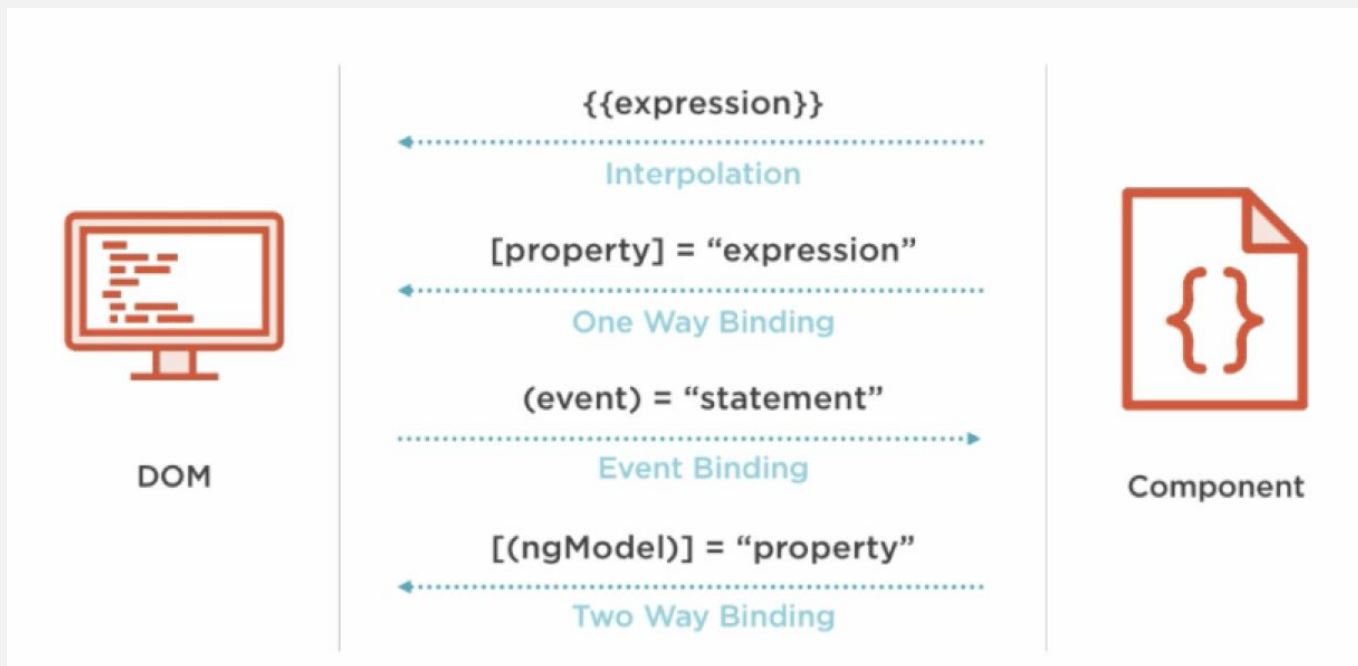 {{expression}}
Interpolation
[property] = “expression”
One Way Binding
(event) = “statement”
Event Binding
DOM
Component
[(ngModel)] = “property”
Two Way Binding